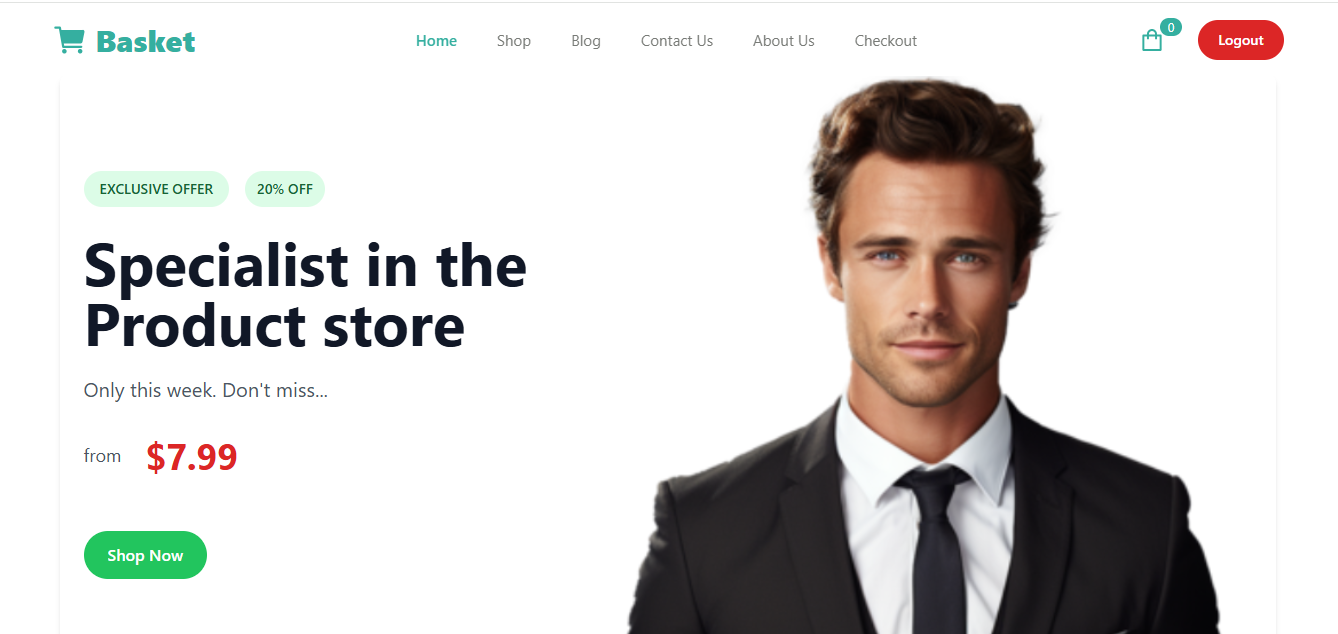 Basket
Home Shop Blog Contact Us About Us Checkout
0
Logout
EXCLUSIVE OFFER 20% OFF
Specialist in the
Product store
Only this week. Don't miss...
from $7.99
Shop Now